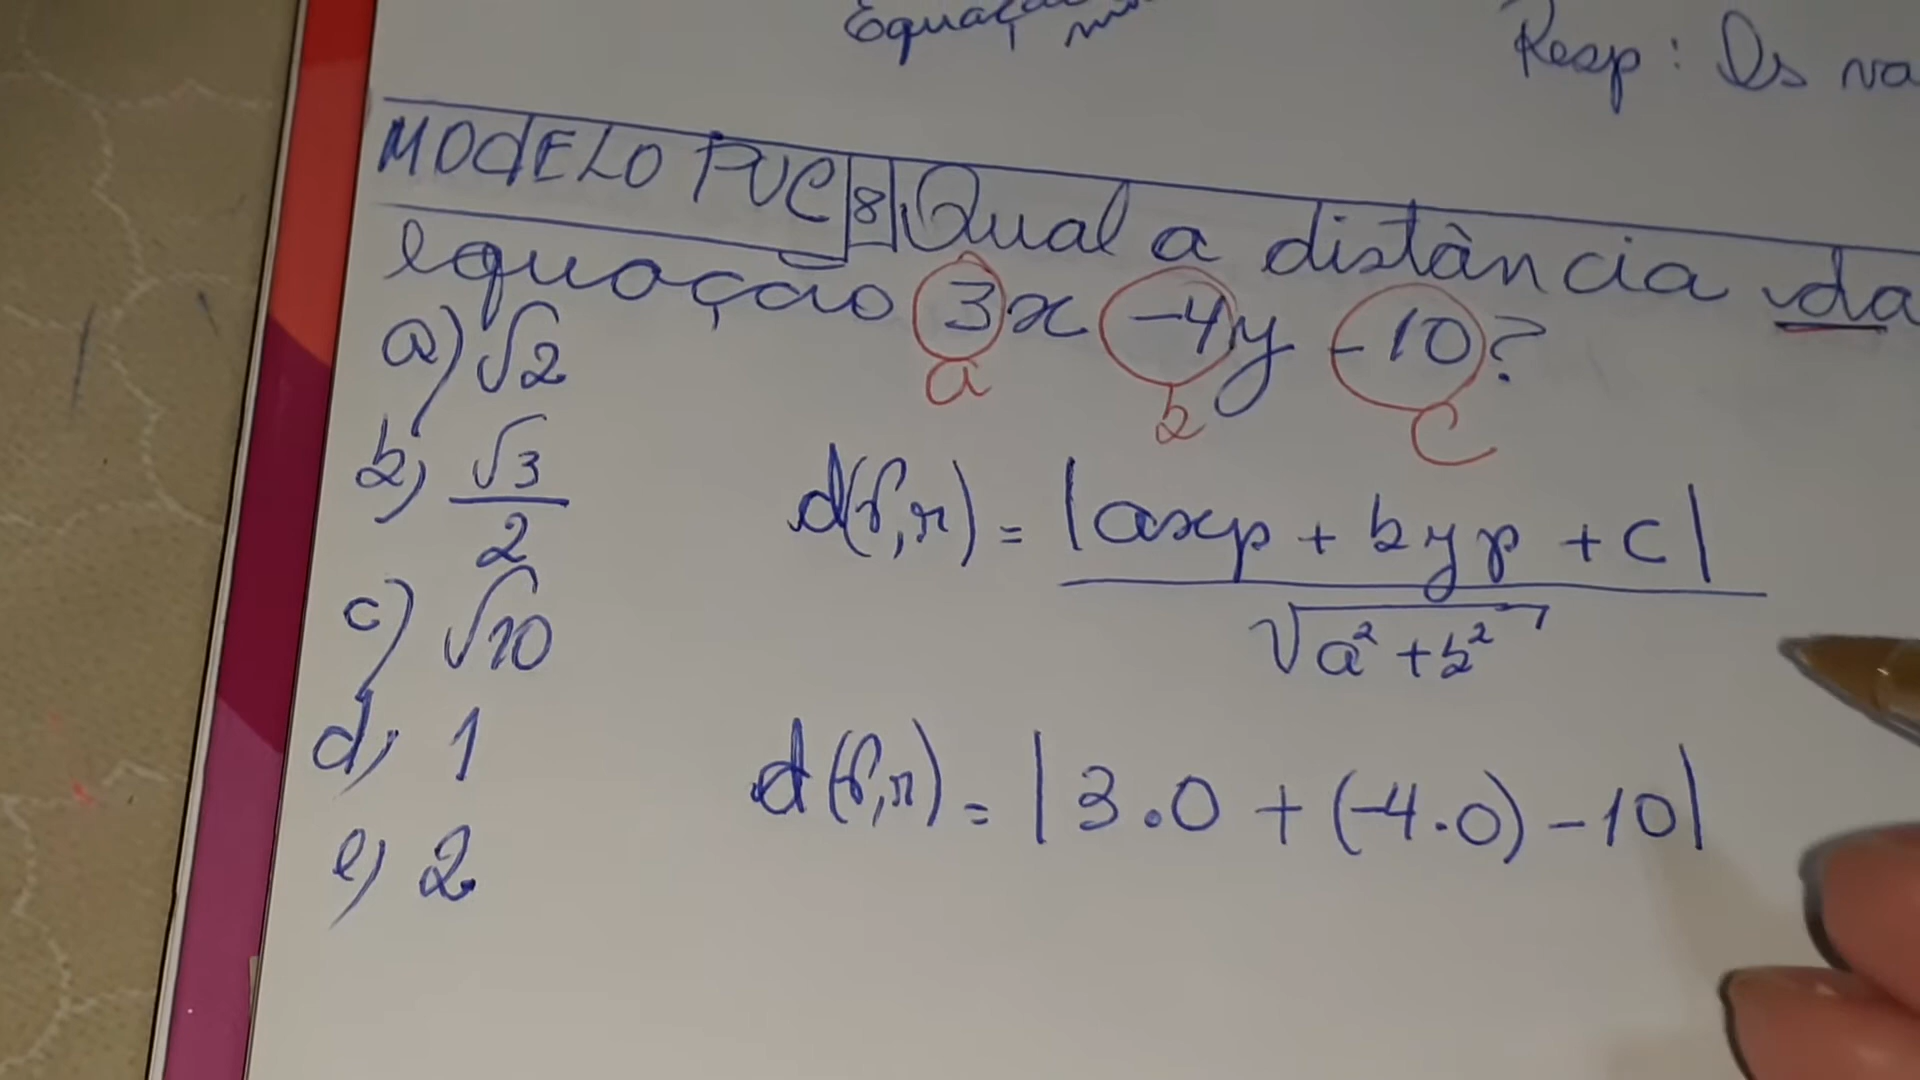 Resp: Os va
MODELO PUC 8) Qual a distância da
equação 3x -4y -10?
a b c
a) √2
b) √3/2
c) √10
d) 1
e) 2
d(P,r) = |axp + byp + c|
√a² + b²
d(P,r) = |3.0 + (-4.0) - 10|